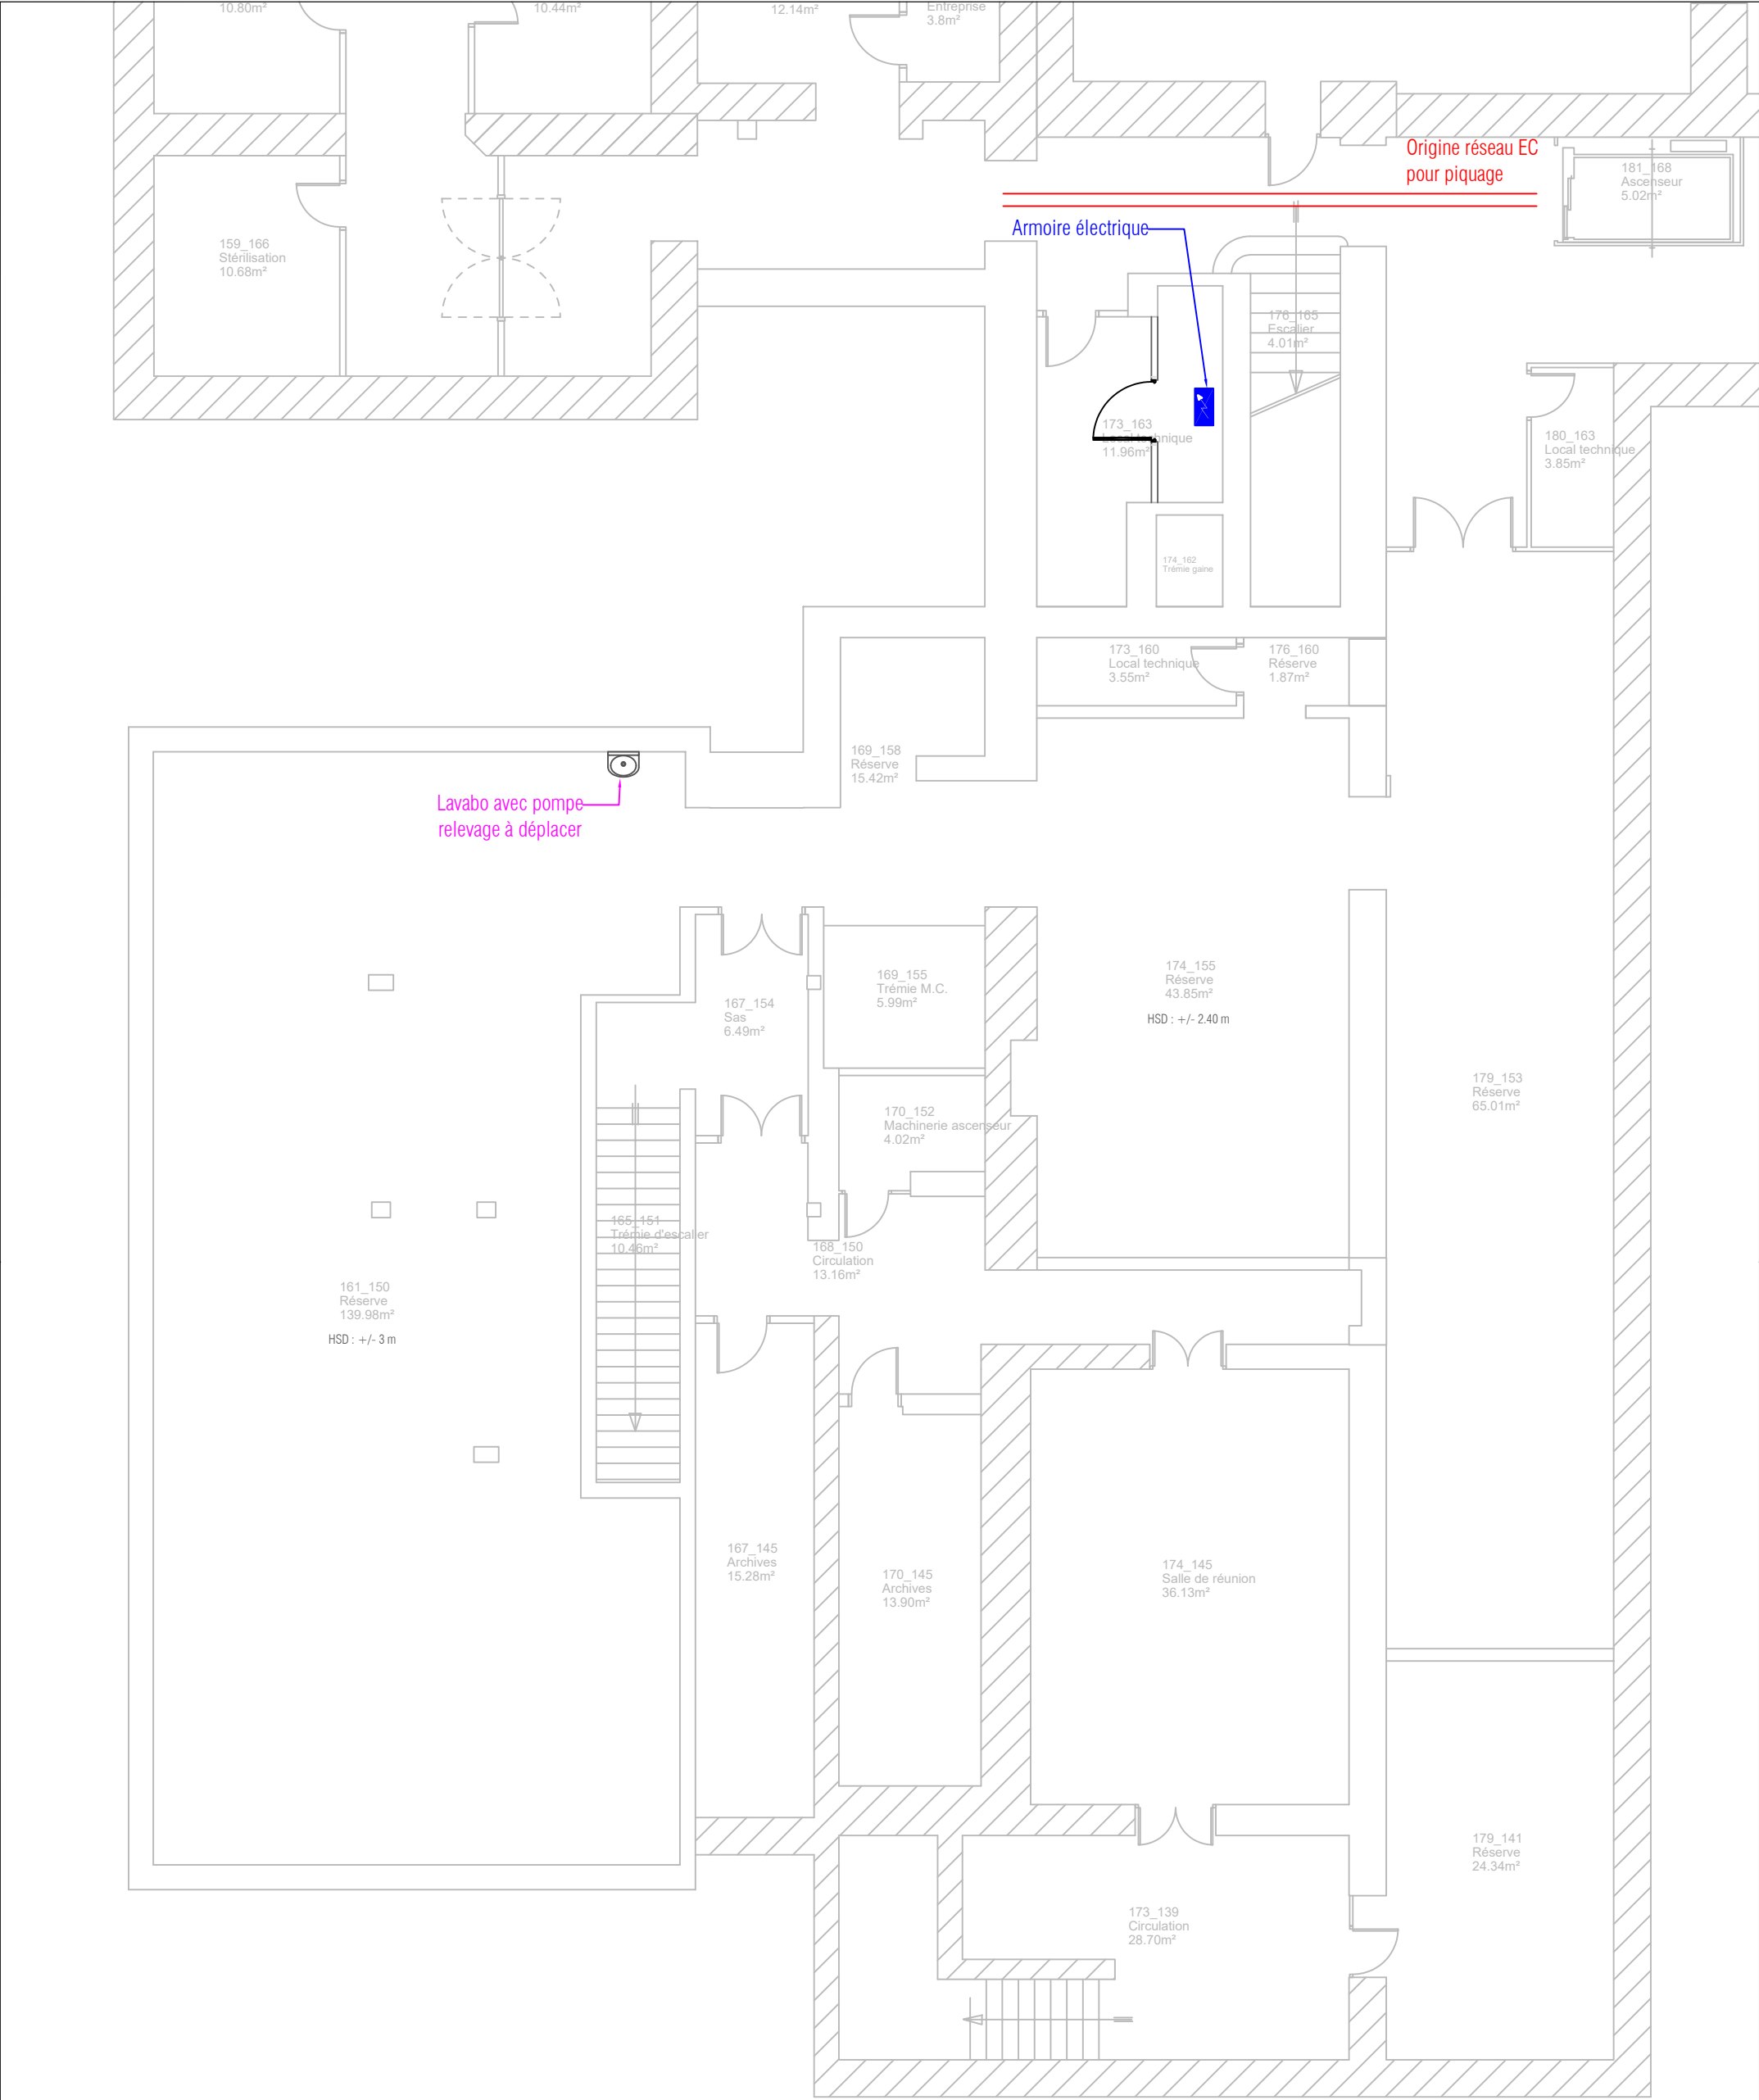 10.80m²
10.44m²
12.14m²
Entreprise
3.8m²
Origine réseau EC
pour piquage
181_168
Ascenseur
5.02m²
Armoire électrique
159_166
Stérilisation
10.68m²
176_165
Escalier
4.01m²
173_163
Local technique
11.96m²
180_163
Local technique
3.85m²
174_162
Trémie gaine
173_160
Local technique
3.55m²
176_160
Réserve
1.87m²
169_158
Réserve
15.42m²
Lavabo avec pompe
relevage à déplacer
174_155
Réserve
43.85m²
HSD : +/- 2.40 m
169_155
Trémie M.C.
5.99m²
167_154
Sas
6.49m²
179_153
Réserve
65.01m²
170_152
Machinerie ascenseur
4.02m²
165_151
Trémie d'escalier
10.46m²
168_150
Circulation
13.16m²
161_150
Réserve
139.98m²
HSD : +/- 3 m
167_145
Archives
15.28m²
170_145
Archives
13.90m²
174_145
Salle de réunion
36.13m²
179_141
Réserve
24.34m²
173_139
Circulation
28.70m²